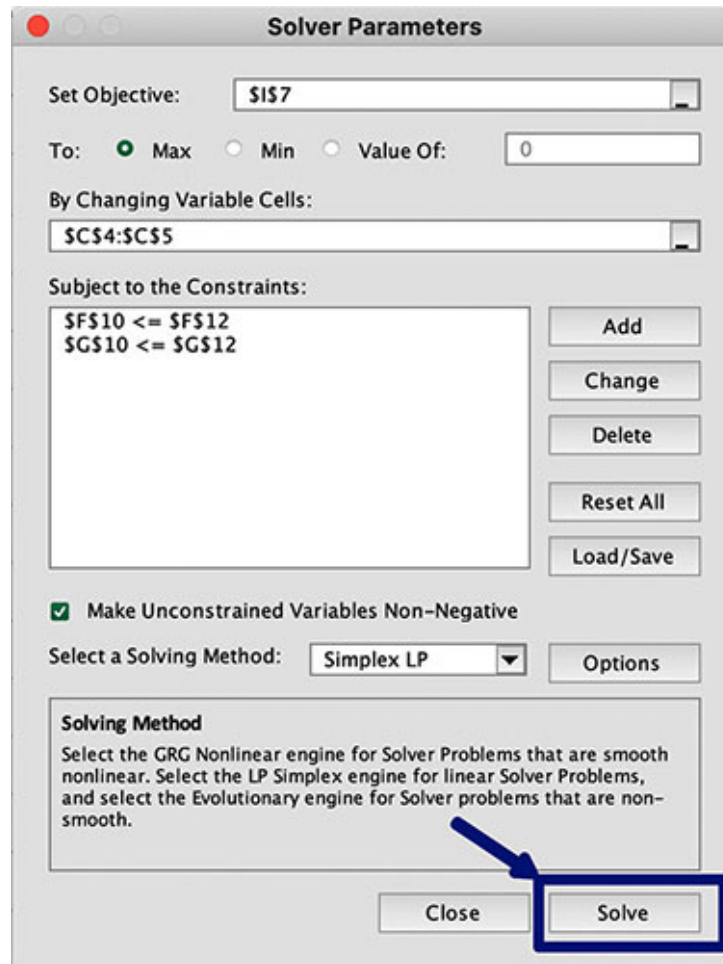 Solver Parameters
Set Objective: $I$7
To: Max Min Value Of: 0
By Changing Variable Cells:
$C$4:$C$5
Subject to the Constraints:
$F$10 <= $F$12
$G$10 <= $G$12
Add
Change
Delete
Reset All
Load/Save
Make Unconstrained Variables Non-Negative
Select a Solving Method: Simplex LP Options
Solving Method
Select the GRG Nonlinear engine for Solver Problems that are smooth
nonlinear. Select the LP Simplex engine for linear Solver Problems,
and select the Evolutionary engine for Solver problems that are non-
smooth.
Close Solve